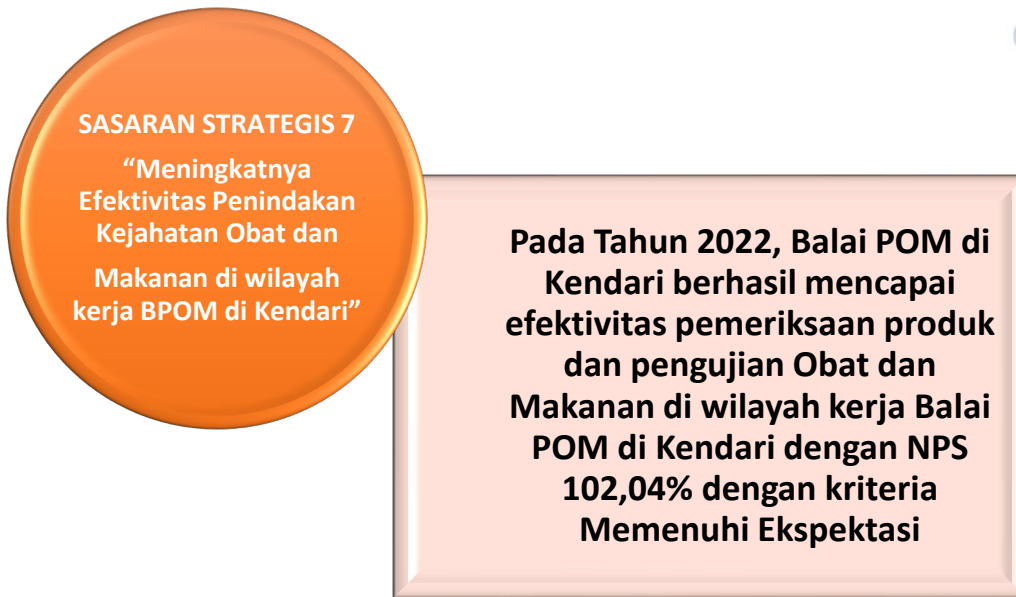 SASARAN STRATEGIS 7
“Meningkatnya
Efektivitas Penindakan
Kejahatan Obat dan
Makanan di wilayah
kerja BPOM di Kendari”
Pada Tahun 2022, Balai POM di
Kendari berhasil mencapai
efektivitas pemeriksaan produk
dan pengujian Obat dan
Makanan di wilayah kerja Balai
POM di Kendari dengan NPS
102,04% dengan kriteria
Memenuhi Ekspektasi